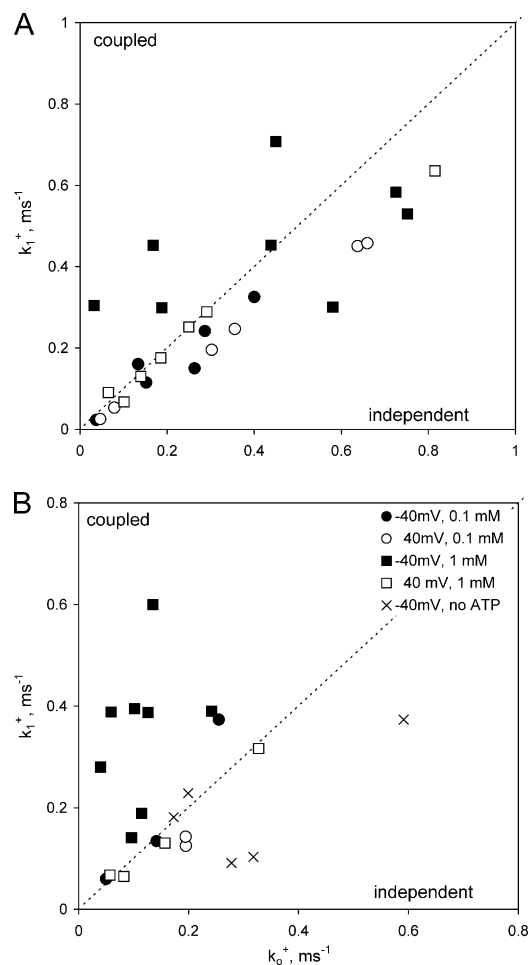 A
coupled
1
0.8
0.6
0.4
0.2
0
k₁⁺, ms⁻¹
independent
0 0.2 0.4 0.6 0.8 1
B
coupled
0.8
0.6
0.4
0.2
0
k₁⁺, ms⁻¹
-40mV, 0.1 mM
40mV, 0.1 mM
-40mV, 1 mM
40 mV, 1 mM
-40mV, no ATP
independent
0 0.2 0.4 0.6 0.8
kₒ⁺, ms⁻¹